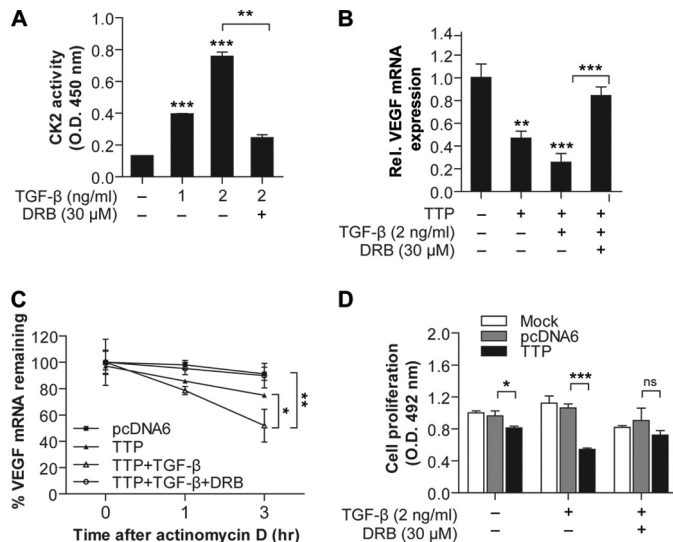 A
CK2 activity
(O.D. 450 nm)
1.0
0.8
0.6
0.4
0.2
0.0
***
***
**
TGF-β (ng/ml) – 1 2 2
DRB (30 μM) – – – +
B
Rel. VEGF mRNA
expression
1.4
1.2
1.0
0.8
0.6
0.4
0.2
0.0
**
***
***
TTP – + + +
TGF-β (2 ng/ml) – – + +
DRB (30 μM) – – – +
C
% VEGF mRNA remaining
120
100
80
60
40
20
0
*
**
pcDNA6
TTP
TTP+TGF-β
TTP+TGF-β+DRB
0 1 3
Time after actinomycin D (hr)
D
Mock
pcDNA6
TTP
Cell proliferation
(O.D. 492 nm)
2.0
1.6
1.2
0.8
0.4
0.0
*
***
ns
TGF-β (2 ng/ml) – + +
DRB (30 μM) – – +